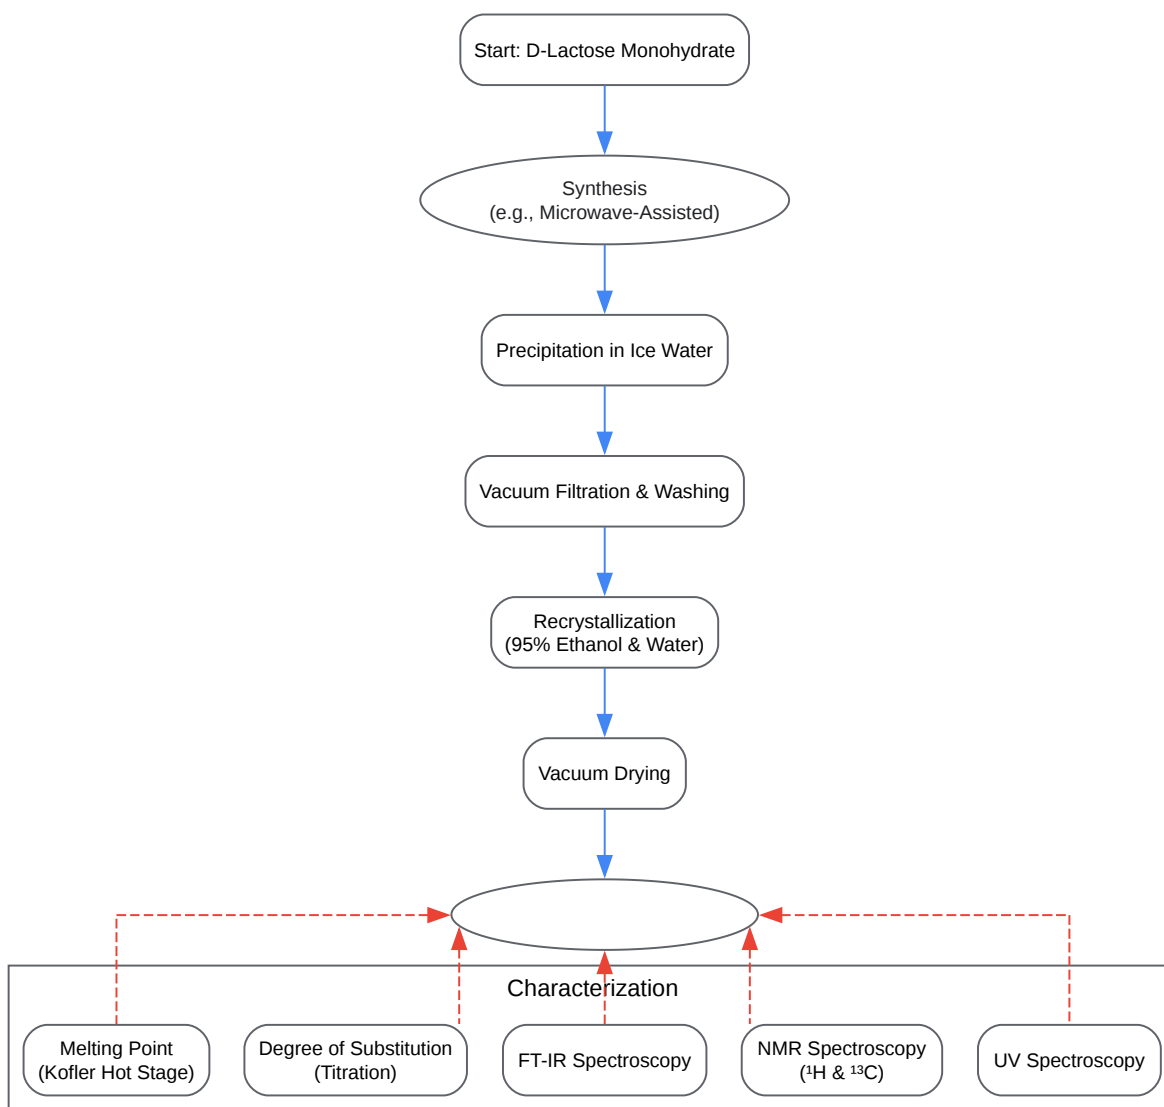 Start: D-Lactose Monohydrate
Synthesis
(e.g., Microwave-Assisted)
Precipitation in Ice Water
Vacuum Filtration & Washing
Recrystallization
(95% Ethanol & Water)
Vacuum Drying
Characterization
Melting Point
(Kofler Hot Stage)
Degree of Substitution
(Titration)
FT-IR Spectroscopy
NMR Spectroscopy
(¹H & ¹³C)
UV Spectroscopy